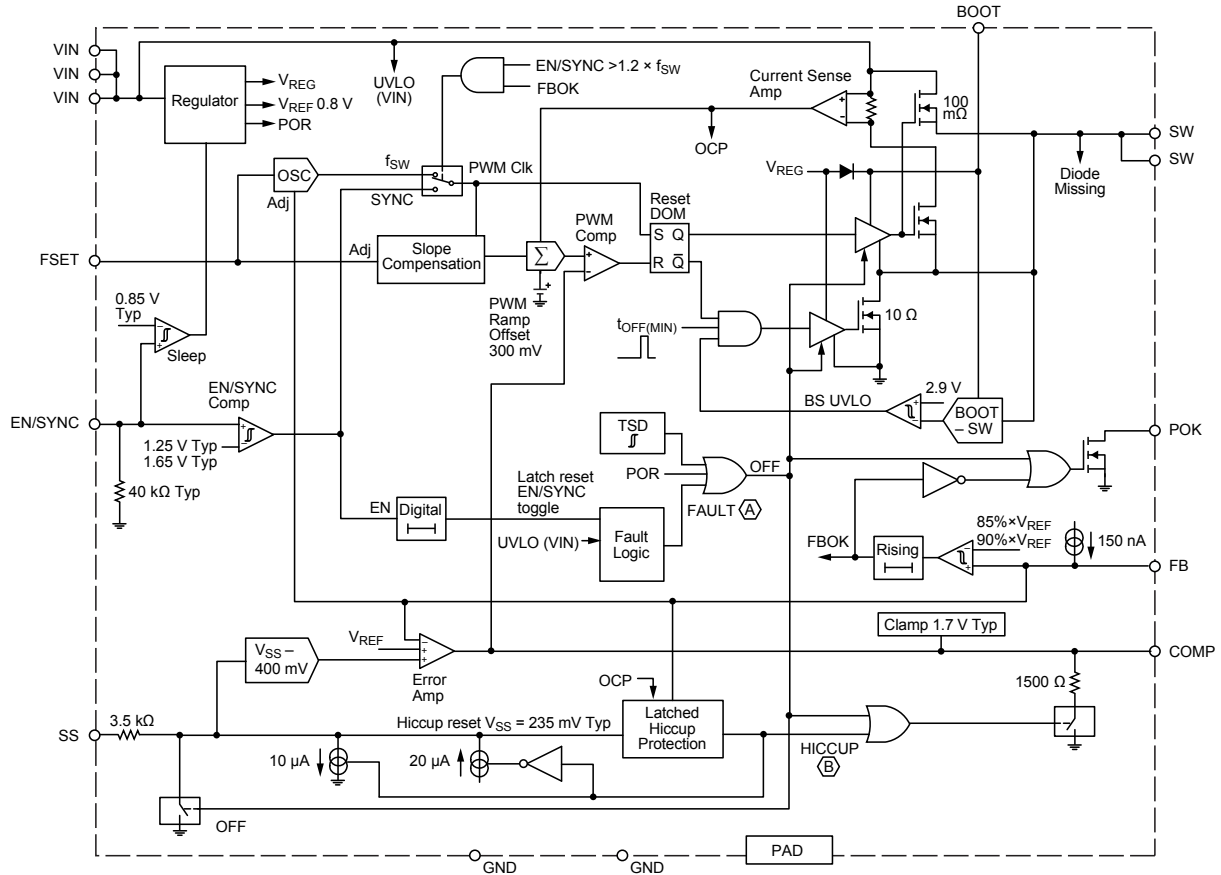 BOOT
VIN
VIN
VIN
Regulator
VREG
VREF 0.8 V
POR
UVLO
(VIN)
EN/SYNC >1.2 × fSW
FBOK
Current Sense
Amp
+
−
100
mΩ
SW
SW
OCP
Diode
Missing
VREG
fSW
PWM Clk
OSC
SYNC
Adj
Reset
DOM
S Q
R Q̅
PWM
Comp
+
−
FSET
Adj
Slope
Compensation
Σ
+
PWM
Ramp
Offset
300 mV
0.85 V
Typ
−
+
Sleep
tOFF(MIN)
10 Ω
EN/SYNC
Comp
EN/SYNC
+
−
1.25 V Typ
1.65 V Typ
40 kΩ Typ
BS UVLO
2.9 V
+
−
BOOT
– SW
POK
TSD
POR
OFF
FAULT A
Latch reset
EN/SYNC
toggle
EN
Digital
UVLO (VIN)
Fault
Logic
FBOK
Rising
85%×VREF
90%×VREF
−
+
150 nA
FB
Clamp 1.7 V Typ
VREF
−
+
+
VSS –
400 mV
Error
Amp
COMP
1500 Ω
OCP
SS
3.5 kΩ
Hiccup reset VSS = 235 mV Typ
Latched
Hiccup
Protection
HICCUP
B
10 µA
20 µA
OFF
GND
GND
PAD